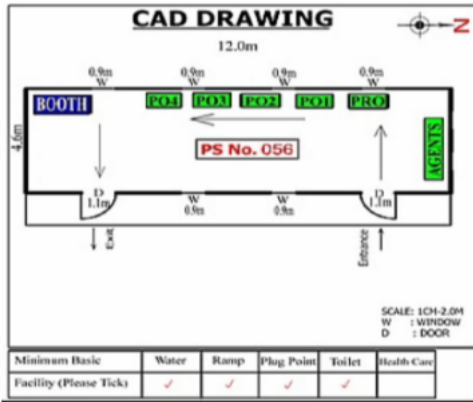 CAD DRAWING
N
12.0m
0.9m 0.9m 0.9m 0.9m
W W W W
BOOTH PO4 PO3 PO2 PO1 PRO
4.6m
AGENTS
PS No. 056
D W W D
1.1m 0.9m 0.9m 1.1m
Exit
Entrance
SCALE: 1CM-2.0M
W : WINDOW
D : DOOR
Minimum Basic Water Ramp Plug Point Toilet Health Care
Facility (Please Tick) ✓ ✓ ✓ ✓